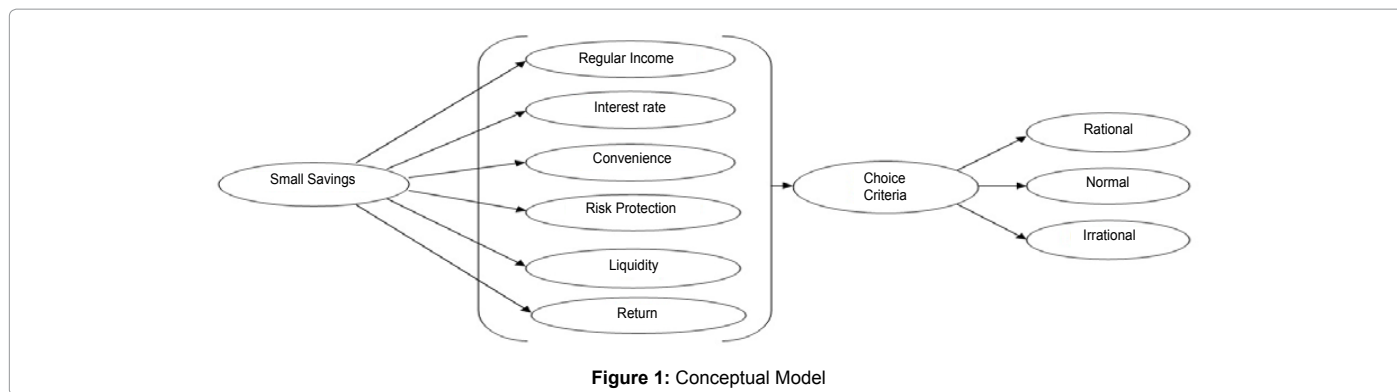 Small Savings
Regular Income
Interest rate
Convenience
Risk Protection
Liquidity
Return
Choice
Criteria
Rational
Normal
Irrational
Figure 1: Conceptual Model